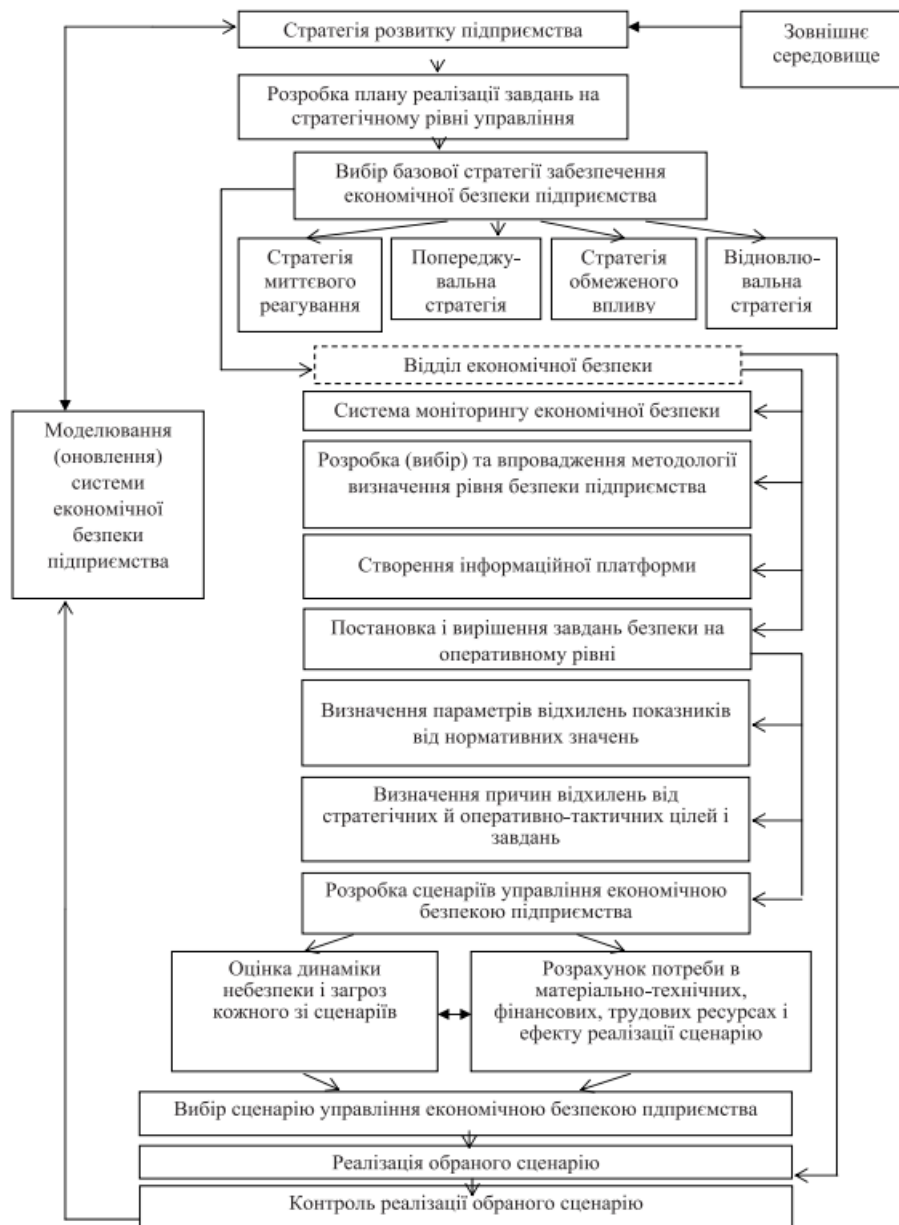 Стратегія розвитку підприємства
Зовнішнє
середовище
Розробка плану реалізації завдань на
стратегічному рівні управління
Вибір базової стратегії забезпечення
економічної безпеки підприємства
Стратегія
миттєвого
реагування
Попереджу-
вальна
стратегія
Стратегія
обмеженого
впливу
Відновлю-
вальна
стратегія
Відділ економічної безпеки
Система моніторингу економічної безпеки
Моделювання
(оновлення)
системи
економічної
безпеки
підприємства
Розробка (вибір) та впровадження методології
визначення рівня безпеки підприємства
Створення інформаційної платформи
Постановка і вирішення завдань безпеки на
оперативному рівні
Визначення параметрів відхилень показників
від нормативних значень
Визначення причин відхилень від
стратегічних й оперативно-тактичних цілей і
завдань
Розробка сценаріїв управління економічною
безпекою підприємства
Оцінка динаміки
небезпеки і загроз
кожного зі сценаріїв
Розрахунок потреби в
матеріально-технічних,
фінансових, трудових ресурсах і
ефекту реалізації сценарію
Вибір сценарію управління економічною безпекою пдприємства
Реалізація обраного сценарію
Контроль реалізації обраного сценарію